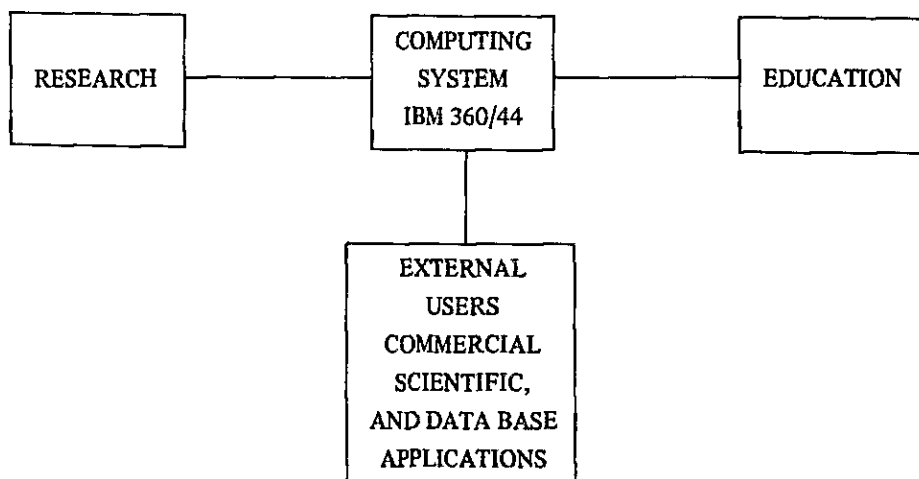 RESEARCH
COMPUTING
SYSTEM
IBM 360/44
EDUCATION
EXTERNAL
USERS
COMMERCIAL
SCIENTIFIC,
AND DATA BASE
APPLICATIONS